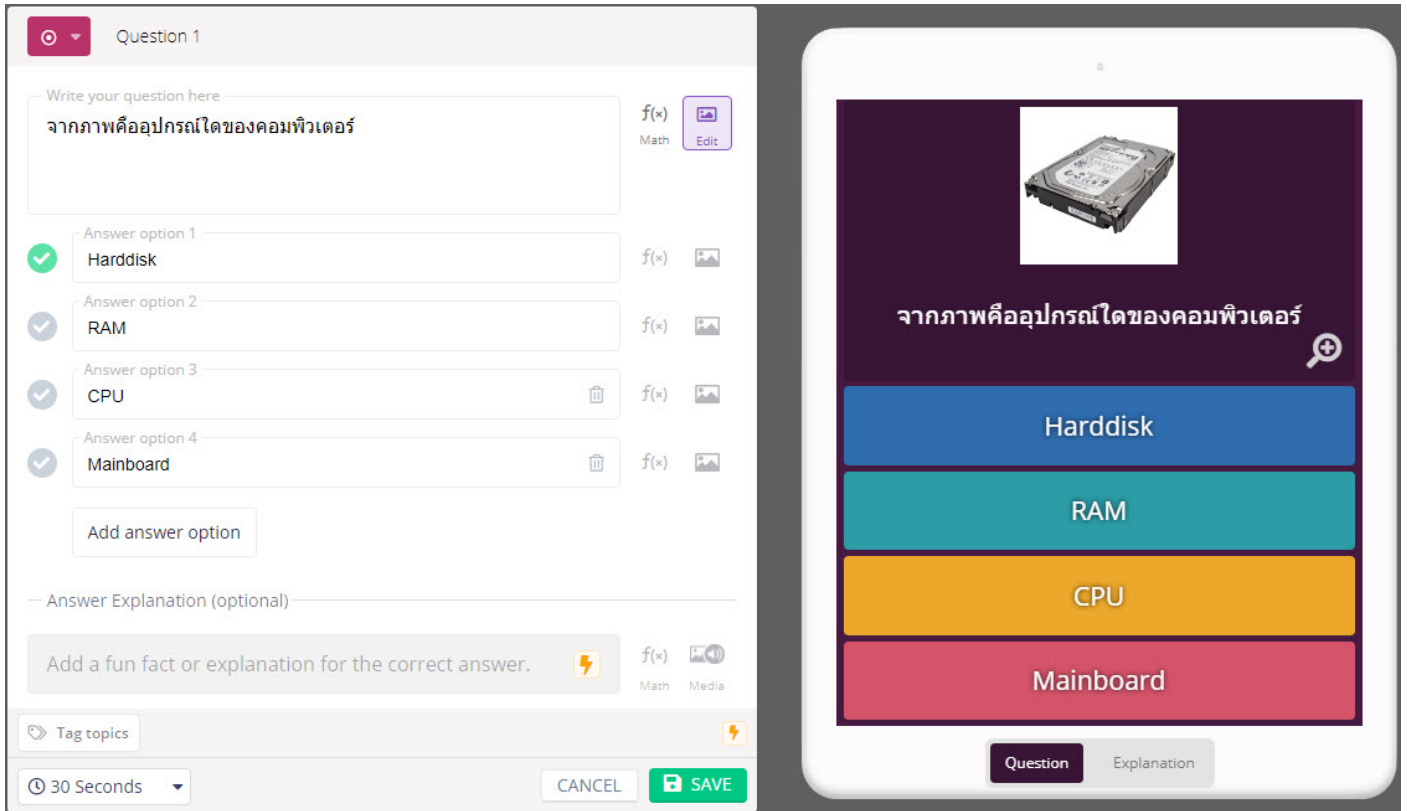 Question 1
Write your question here
จากภาพคืออุปกรณ์ใดของคอมพิวเตอร์
f(x)
Math
Edit
Answer option 1
Harddisk
f(x)
Answer option 2
RAM
f(x)
Answer option 3
CPU
f(x)
Answer option 4
Mainboard
f(x)
Add answer option
Answer Explanation (optional)
Add a fun fact or explanation for the correct answer.
f(x)
Math
Media
Tag topics
30 Seconds
CANCEL
SAVE
จากภาพคืออุปกรณ์ใดของคอมพิวเตอร์
Harddisk
RAM
CPU
Mainboard
Question
Explanation